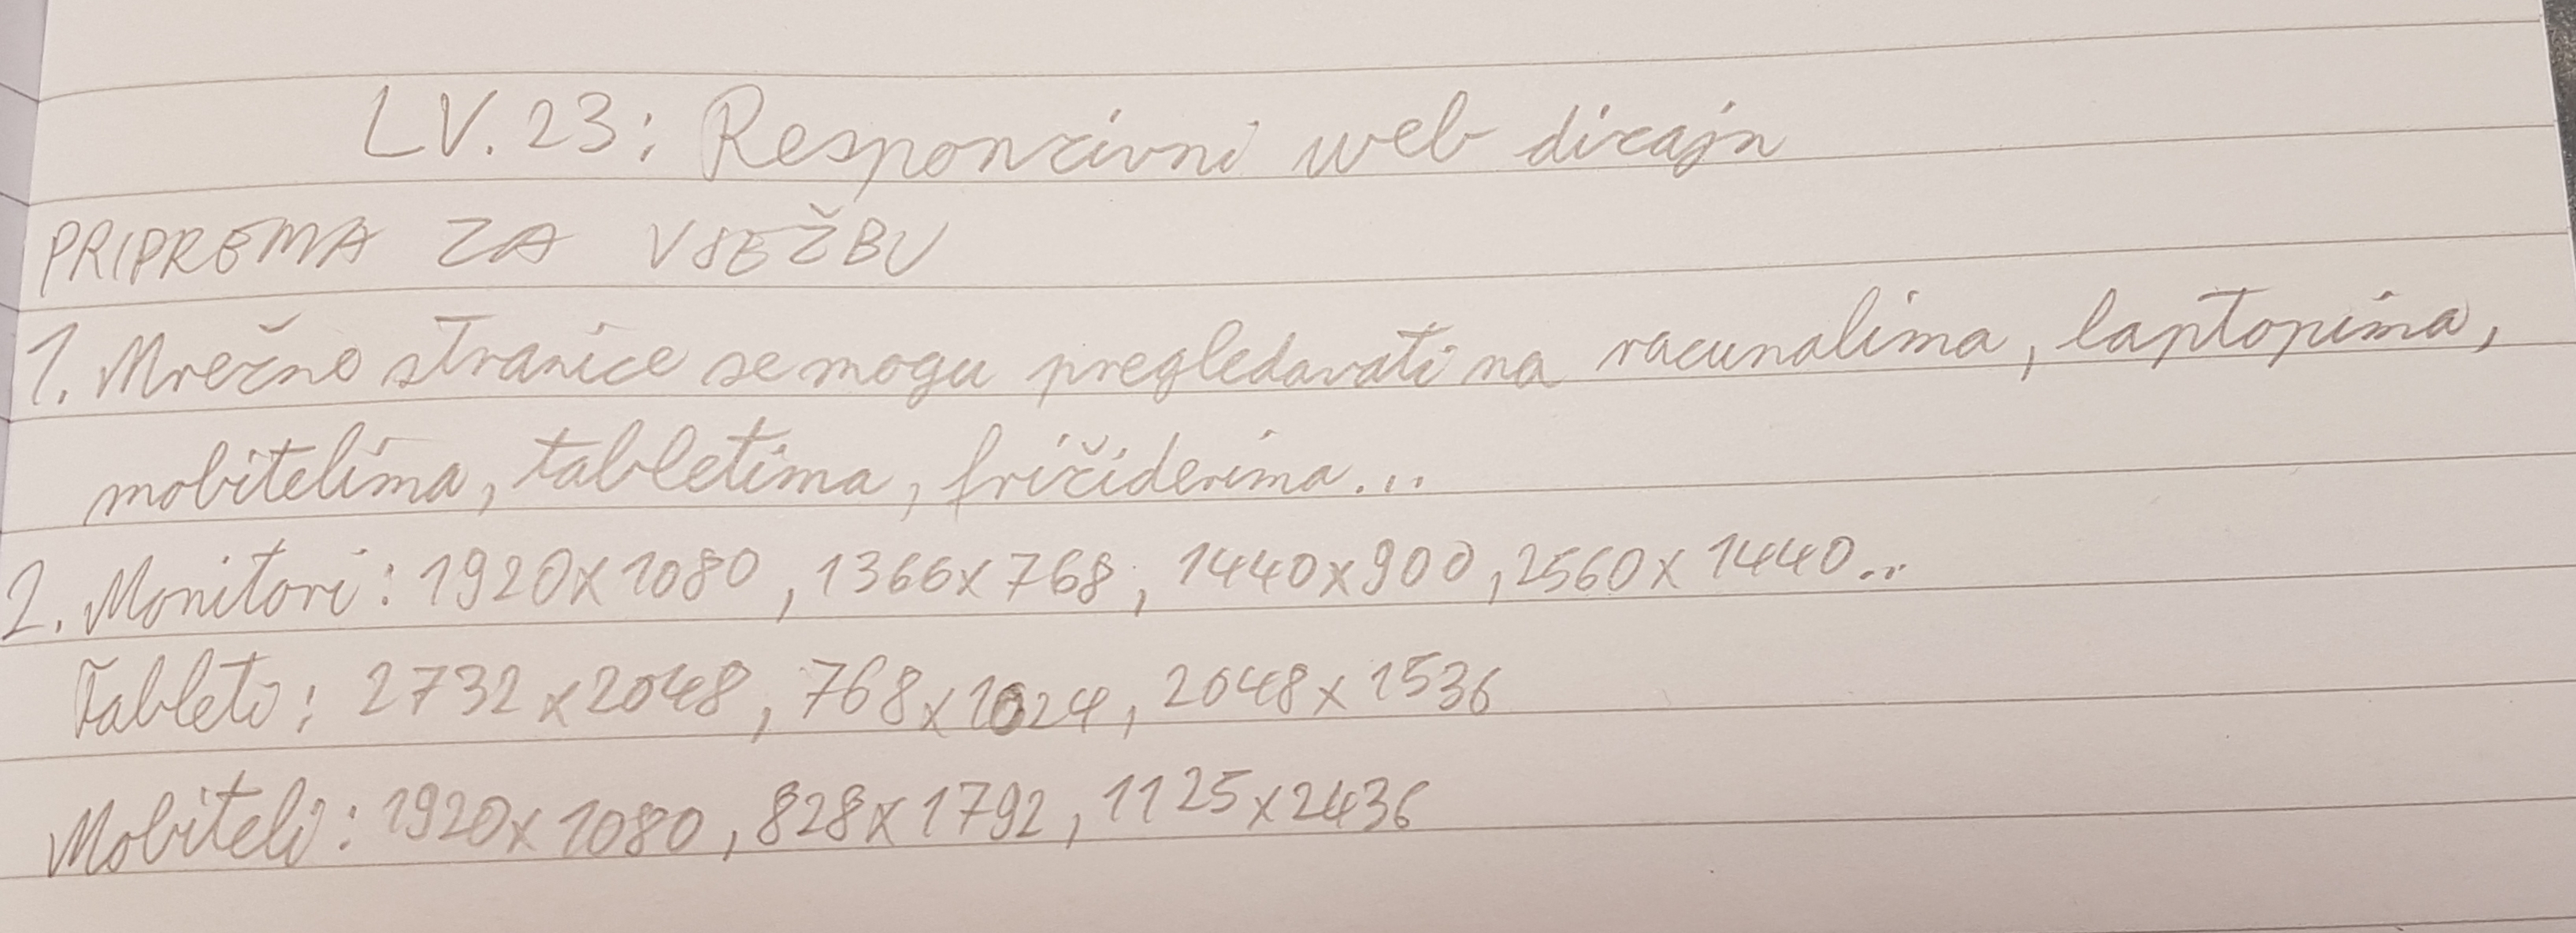 LV. 23: Responzivni web dizajn
PRIPREMA ZA VJEŽBU
1. Mrežne stranice se mogu pregledavati na racunalima, laptopima,
mobitelima, tabletima, frižiderima...
2. Monitori: 1920x1080, 1366x768, 1440x900, 2560x1440..
Tableti: 2732x2048, 768x1024, 2048x1536
Mobiteli: 1920x1080, 828x1792, 1125x2436